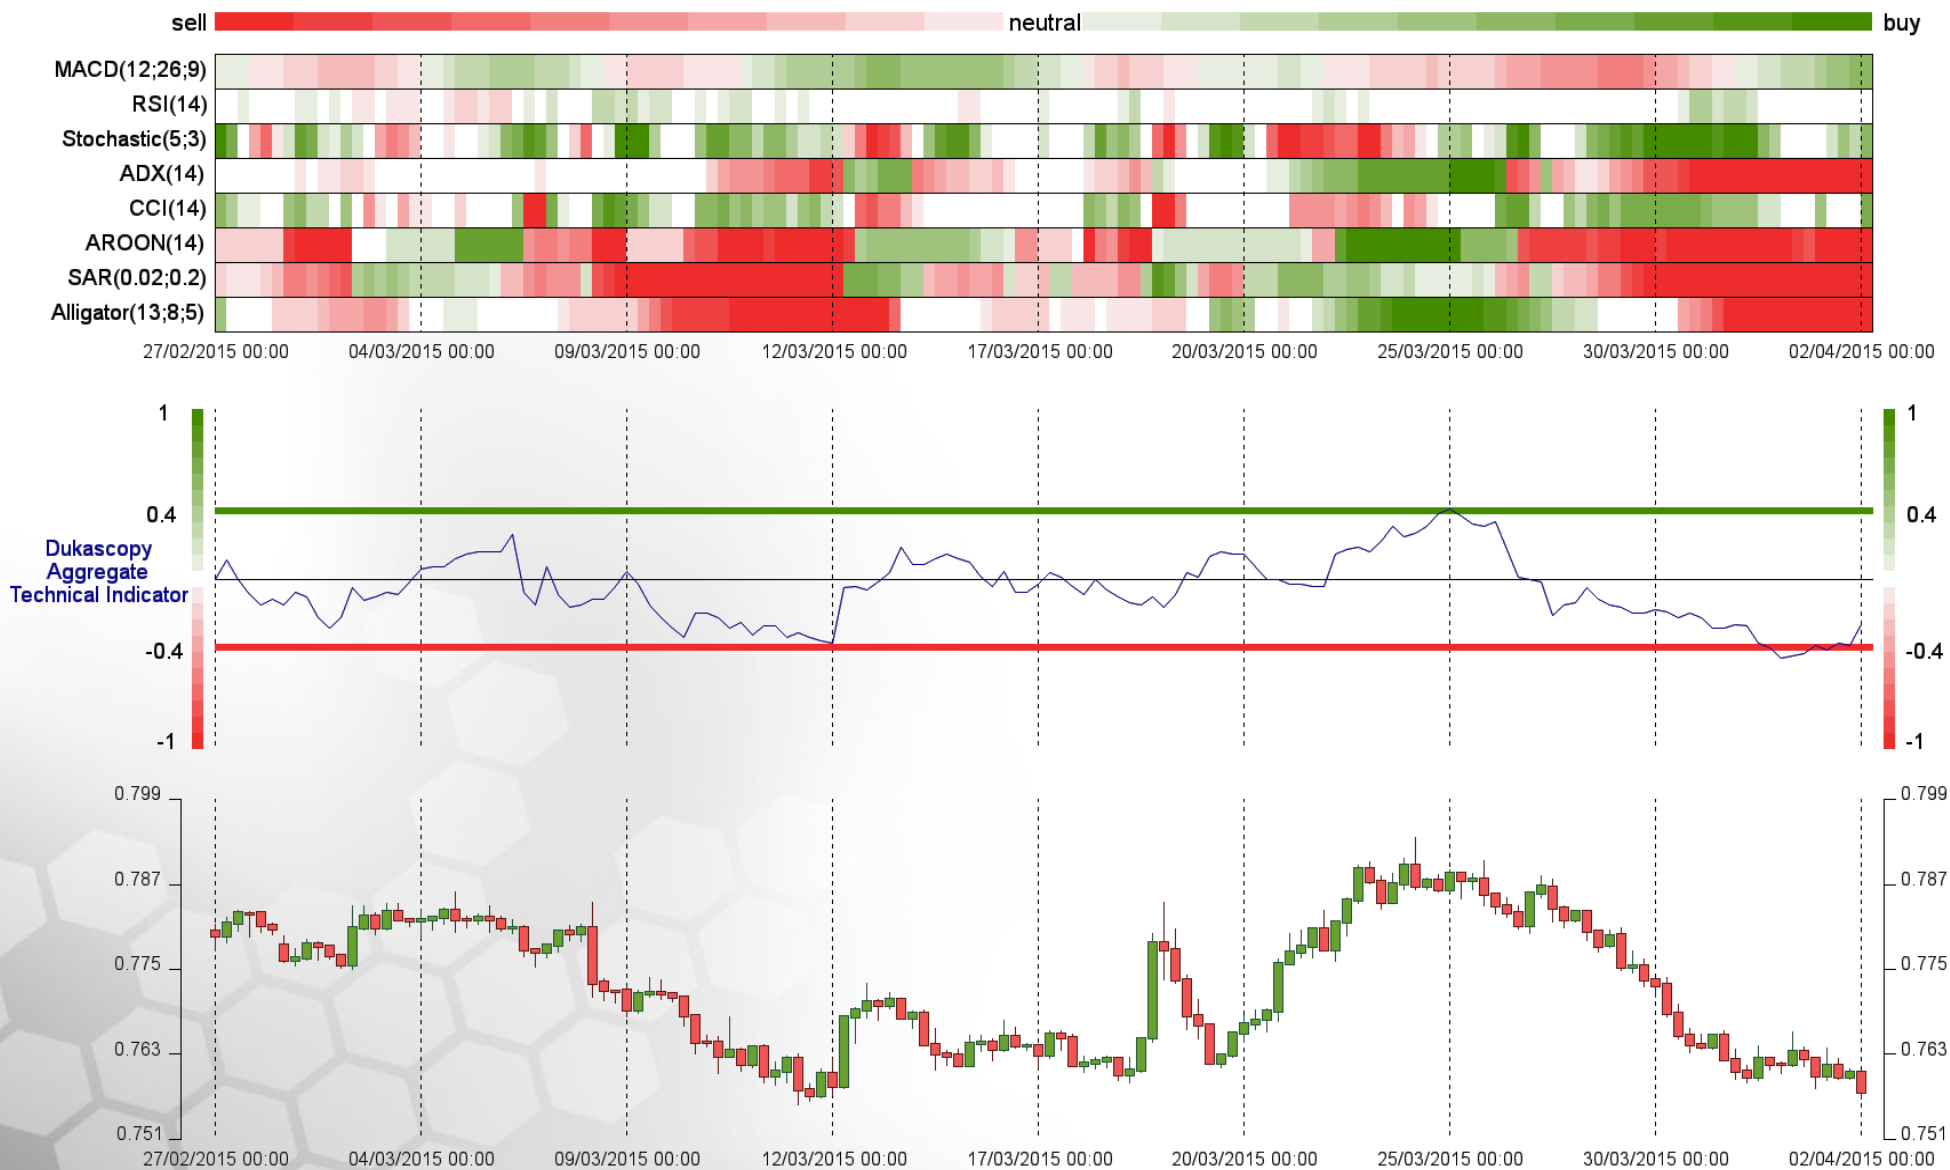 sell neutral buy
MACD(12;26;9)
RSI(14)
Stochastic(5;3)
ADX(14)
CCI(14)
AROON(14)
SAR(0.02;0.2)
Alligator(13;8;5)
27/02/2015 00:00 04/03/2015 00:00 09/03/2015 00:00 12/03/2015 00:00 17/03/2015 00:00 20/03/2015 00:00 25/03/2015 00:00 30/03/2015 00:00 02/04/2015 00:00
1 1
0.4 0.4
Dukascopy
Aggregate
Technical Indicator
-0.4 -0.4
-1 -1
0.799 0.799
0.787 0.787
0.775 0.775
0.763 0.763
0.751 0.751
27/02/2015 00:00 04/03/2015 00:00 09/03/2015 00:00 12/03/2015 00:00 17/03/2015 00:00 20/03/2015 00:00 25/03/2015 00:00 30/03/2015 00:00 02/04/2015 00:00